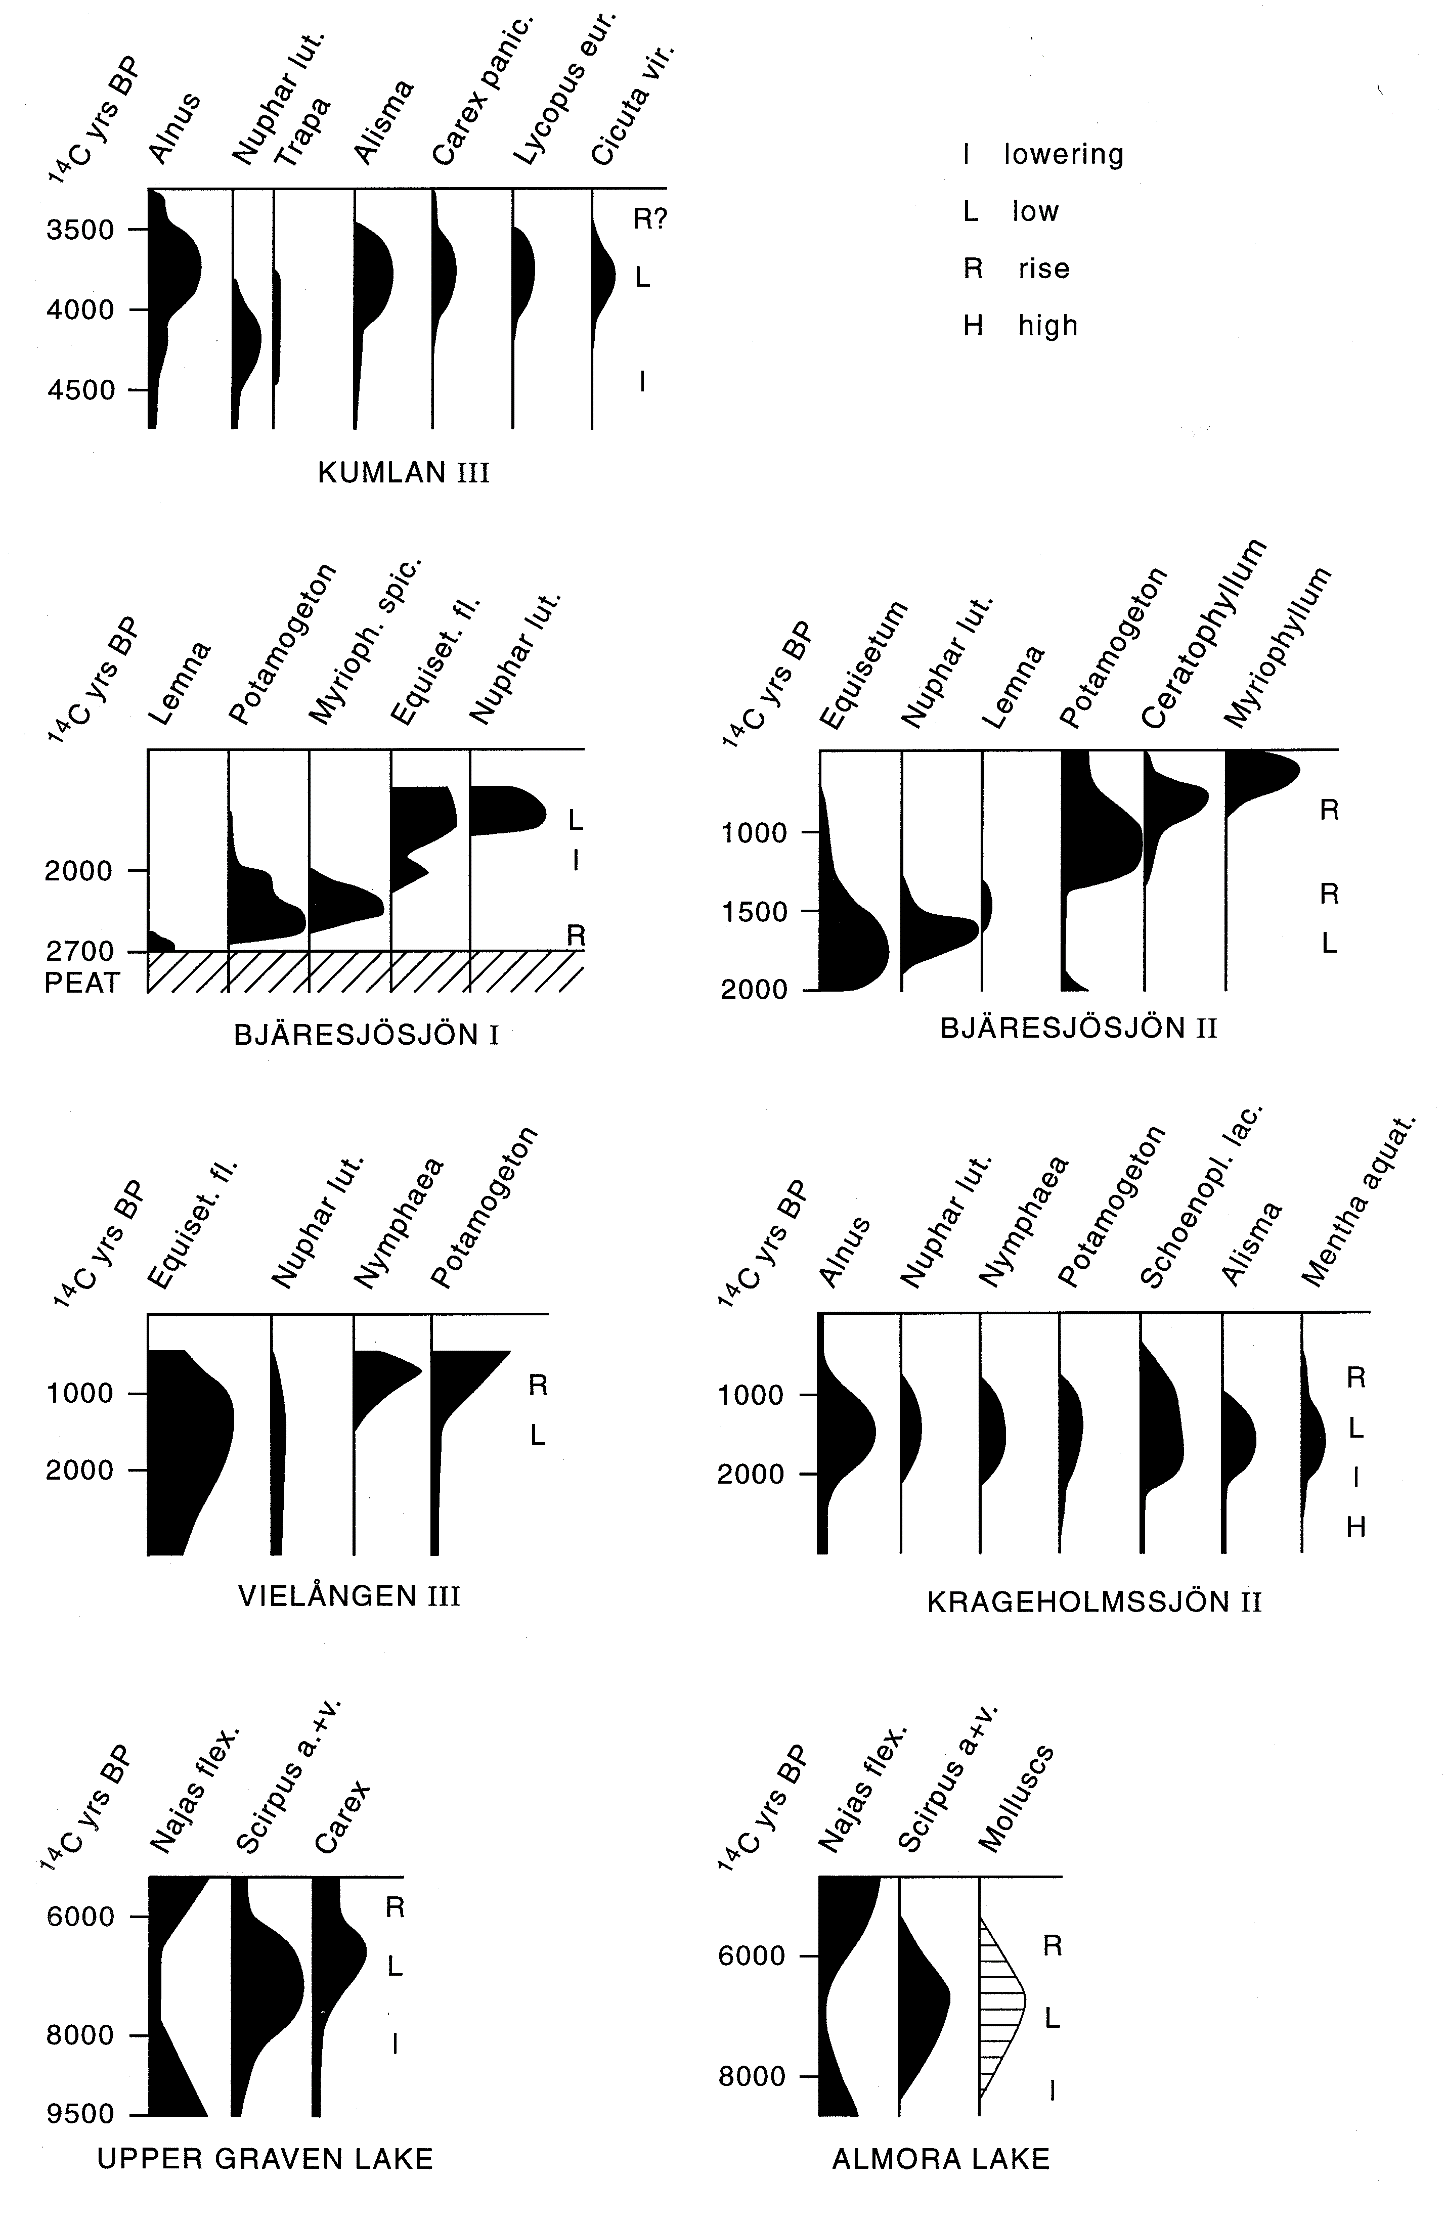 14C yrs BP
Alnus
Nuphar lut.
Trapa
Alisma
Carex panic.
Lycopus eur.
Cicuta vir.
3500
4000
4500
R?
L
I
KUMLAN III
I lowering
L low
R rise
H high
14C yrs BP
Lemna
Potamogeton
Myrioph. spic.
Equiset. fl.
Nuphar lut.
2000
2700
PEAT
L
I
R
BJÄRESJÖSJÖN I
14C yrs BP
Equisetum
Nuphar lut.
Lemna
Potamogeton
Ceratophyllum
Myriophyllum
1000
1500
2000
R
R
L
BJÄRESJÖSJÖN II
14C yrs BP
Equiset. fl.
Nuphar lut.
Nymphaea
Potamogeton
1000
2000
R
L
VIELÅNGEN III
14C yrs BP
Alnus
Nuphar lut.
Nymphaea
Potamogeton
Schoenopl. lac.
Alisma
Mentha aquat.
1000
2000
R
L
I
H
KRAGEHOLMSSJÖN II
14C yrs BP
Najas flex.
Scirpus a.+v.
Carex
6000
8000
9500
R
L
I
UPPER GRAVEN LAKE
14C yrs BP
Najas flex.
Scirpus a+v.
Molluscs
6000
8000
R
L
I
ALMORA LAKE